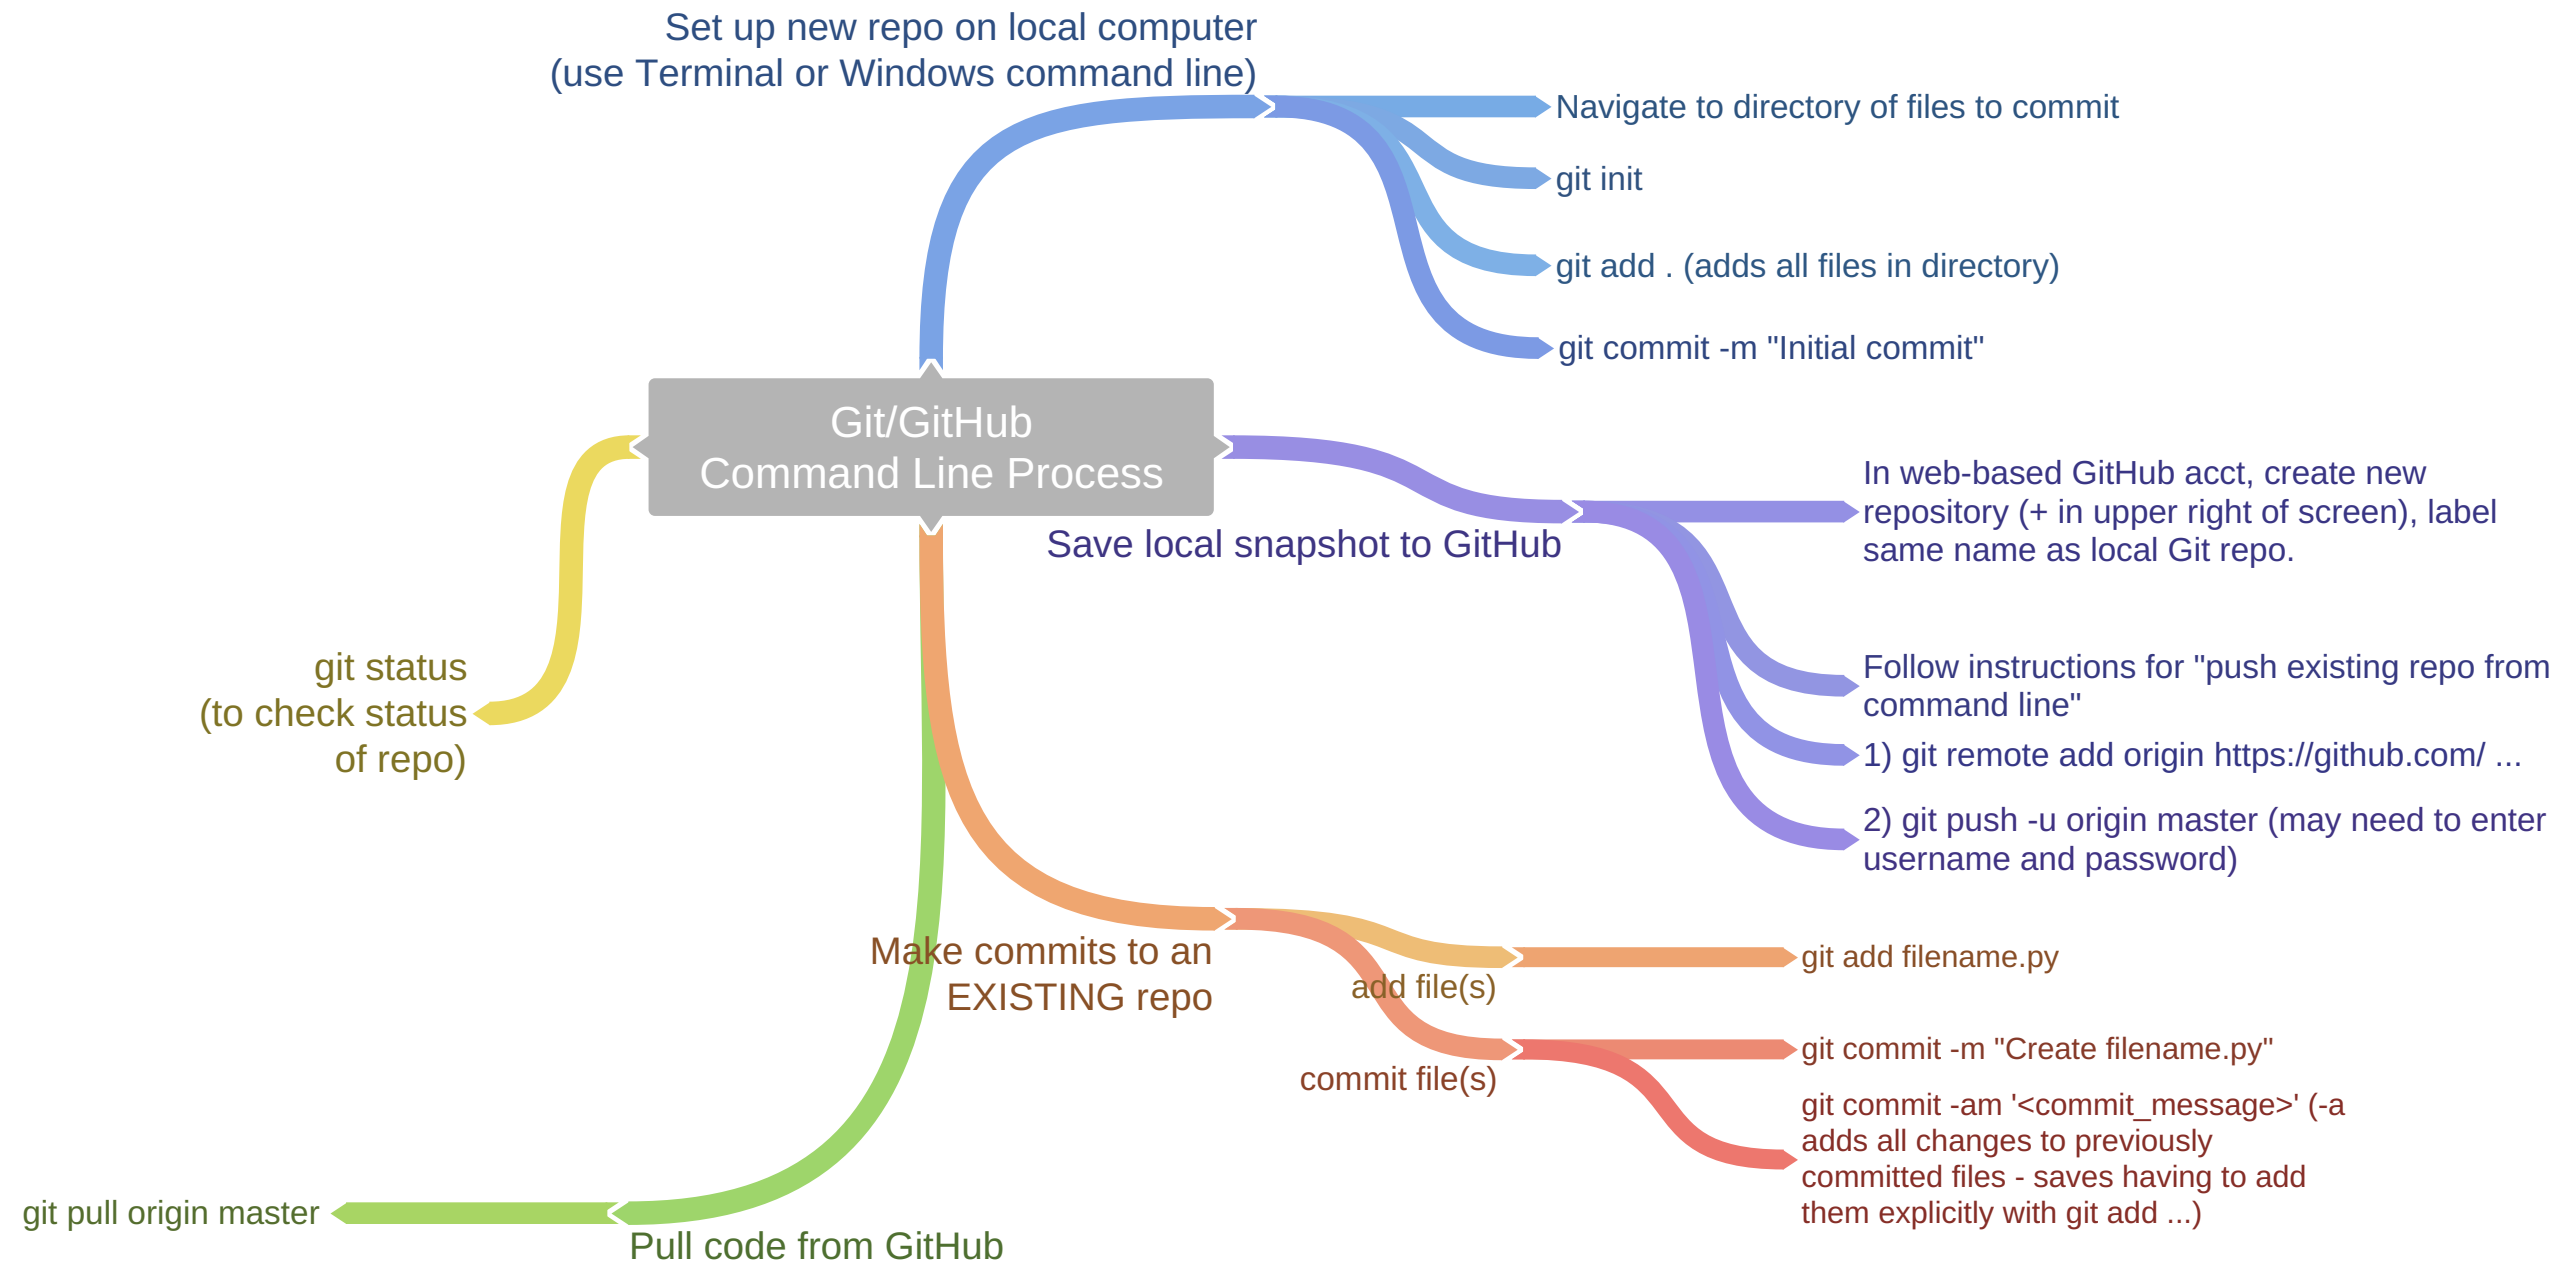 Set up new repo on local computer
(use Terminal or Windows command line)
Navigate to directory of files to commit
git init
git add . (adds all files in directory)
git commit -m "Initial commit"
Git/GitHub
Command Line Process
Save local snapshot to GitHub
In web-based GitHub acct, create new
repository (+ in upper right of screen), label
same name as local Git repo.
Follow instructions for "push existing repo from
command line"
1) git remote add origin https://github.com/ ...
2) git push -u origin master (may need to enter
username and password)
git status
(to check status
of repo)
Make commits to an
EXISTING repo
add file(s)
git add filename.py
commit file(s)
git commit -m "Create filename.py"
git commit -am '<commit_message>' (-a
adds all changes to previously
committed files - saves having to add
them explicitly with git add ...)
Pull code from GitHub
git pull origin master